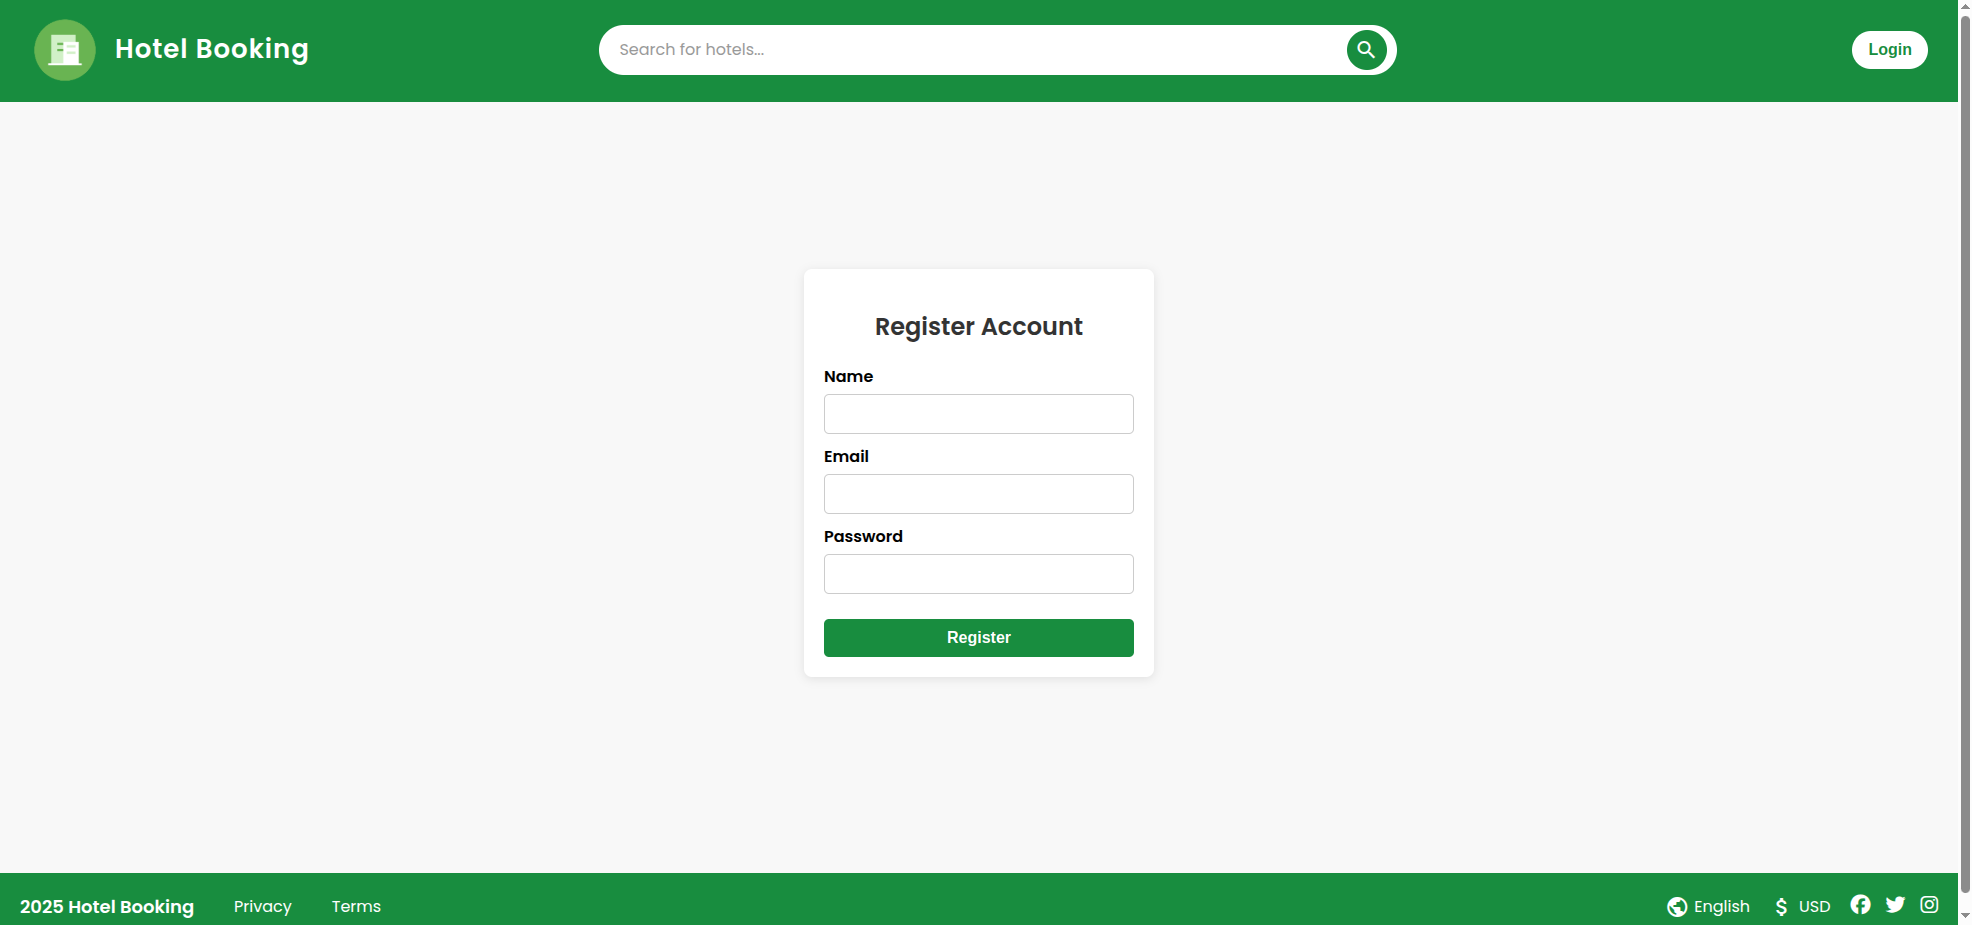 Hotel Booking
Search for hotels...
Login
Register Account
Name
Email
Password
Register
2025 Hotel Booking
Privacy
Terms
English
$ USD